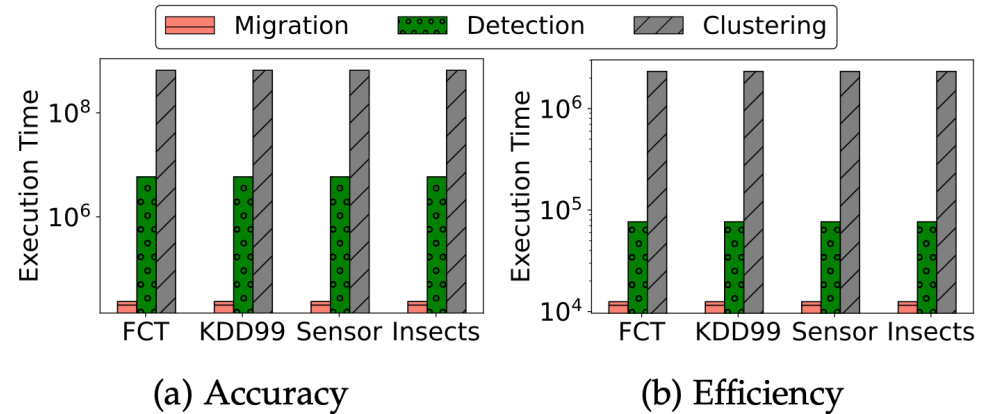 Migration Detection Clustering
Execution Time
10^8
10^6
FCT KDD99 Sensor Insects
(a) Accuracy
Execution Time
10^6
10^5
10^4
FCT KDD99 Sensor Insects
(b) Efficiency